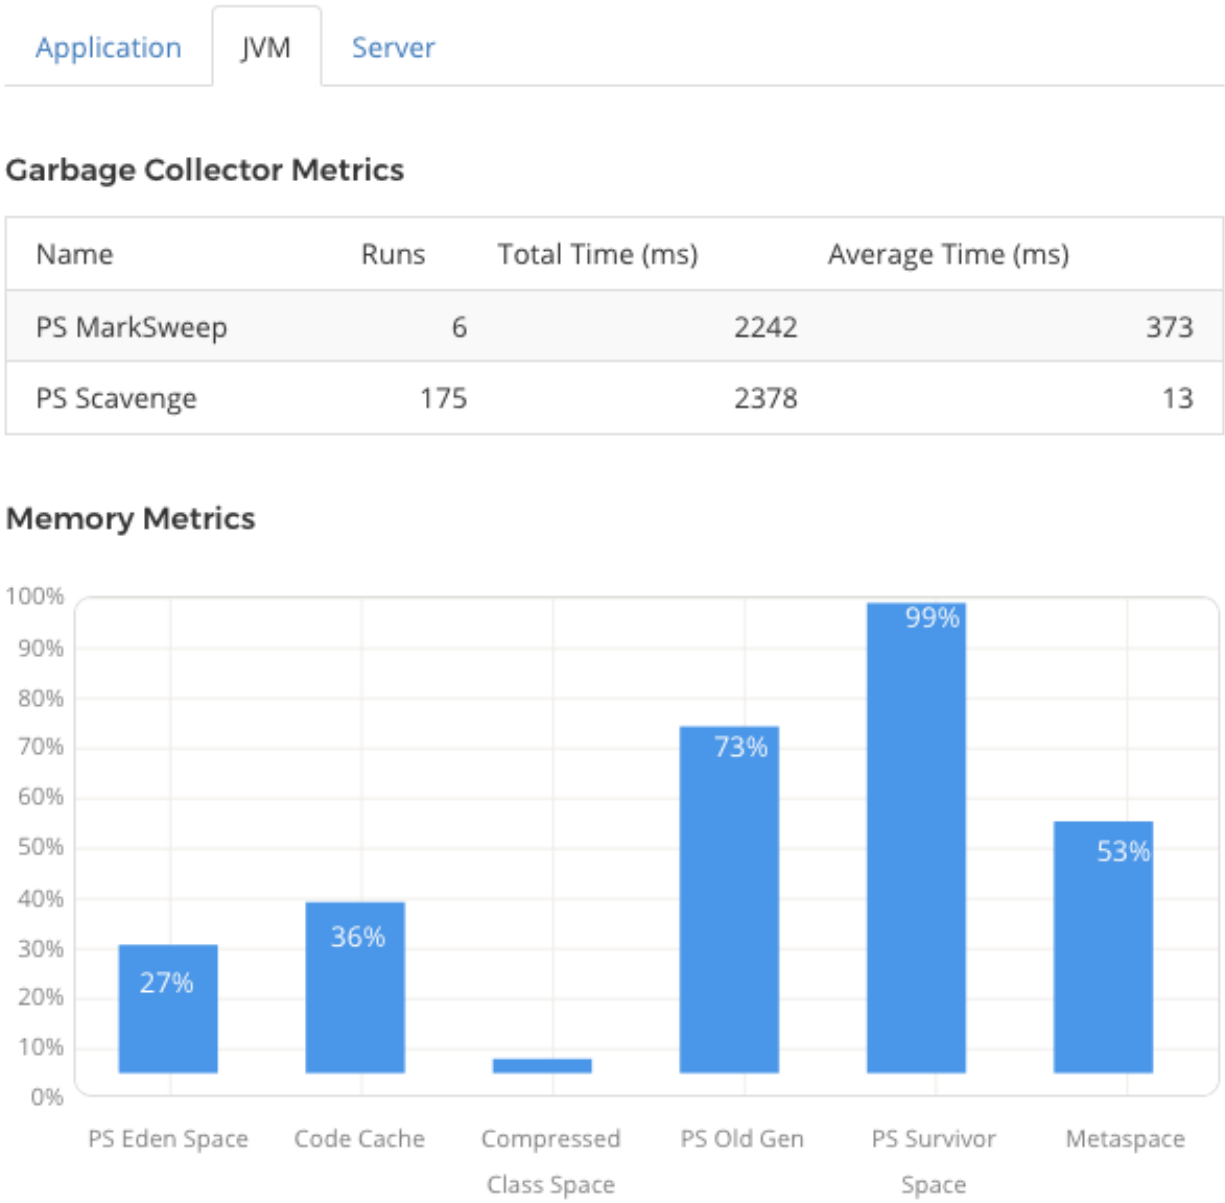 Application JVM Server
Garbage Collector Metrics
Name Runs Total Time (ms) Average Time (ms)
PS MarkSweep 6 2242 373
PS Scavenge 175 2378 13
Memory Metrics
100%
90%
80%
70%
60%
50%
40%
30%
20%
10%
0%
27%
36%
73%
99%
53%
PS Eden Space
Code Cache
Compressed
Class Space
PS Old Gen
PS Survivor
Space
Metaspace